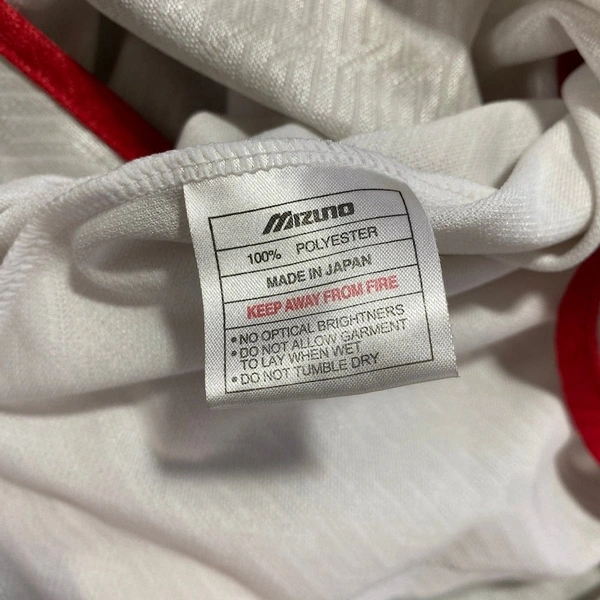 MIZUNO
100% POLYESTER
MADE IN JAPAN
KEEP AWAY FROM FIRE
• NO OPTICAL BRIGHTNERS
• DO NOT ALLOW GARMENT
TO LAY WHEN WET
• DO NOT TUMBLE DRY